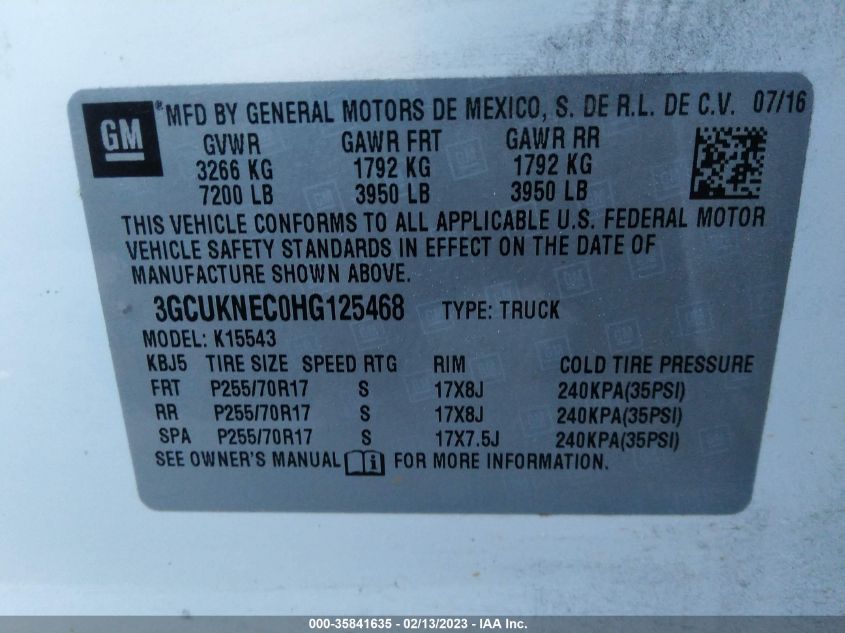 GM
® MFD BY GENERAL MOTORS DE MEXICO, S. DE R.L. DE C.V. 07/16
GVWR GAWR FRT GAWR RR
3266 KG 1792 KG 1792 KG
7200 LB 3950 LB 3950 LB
THIS VEHICLE CONFORMS TO ALL APPLICABLE U.S. FEDERAL MOTOR
VEHICLE SAFETY STANDARDS IN EFFECT ON THE DATE OF
MANUFACTURE SHOWN ABOVE.
3GCUKNEC0HG125468 TYPE: TRUCK
MODEL: K15543
KBJ5 TIRE SIZE SPEED RTG RIM COLD TIRE PRESSURE
FRT P255/70R17 S 17X8J 240KPA(35PSI)
RR P255/70R17 S 17X8J 240KPA(35PSI)
SPA P255/70R17 S 17X7.5J 240KPA(35PSI)
SEE OWNER'S MANUAL FOR MORE INFORMATION.
000-35841635 - 02/13/2023 - IAA Inc.